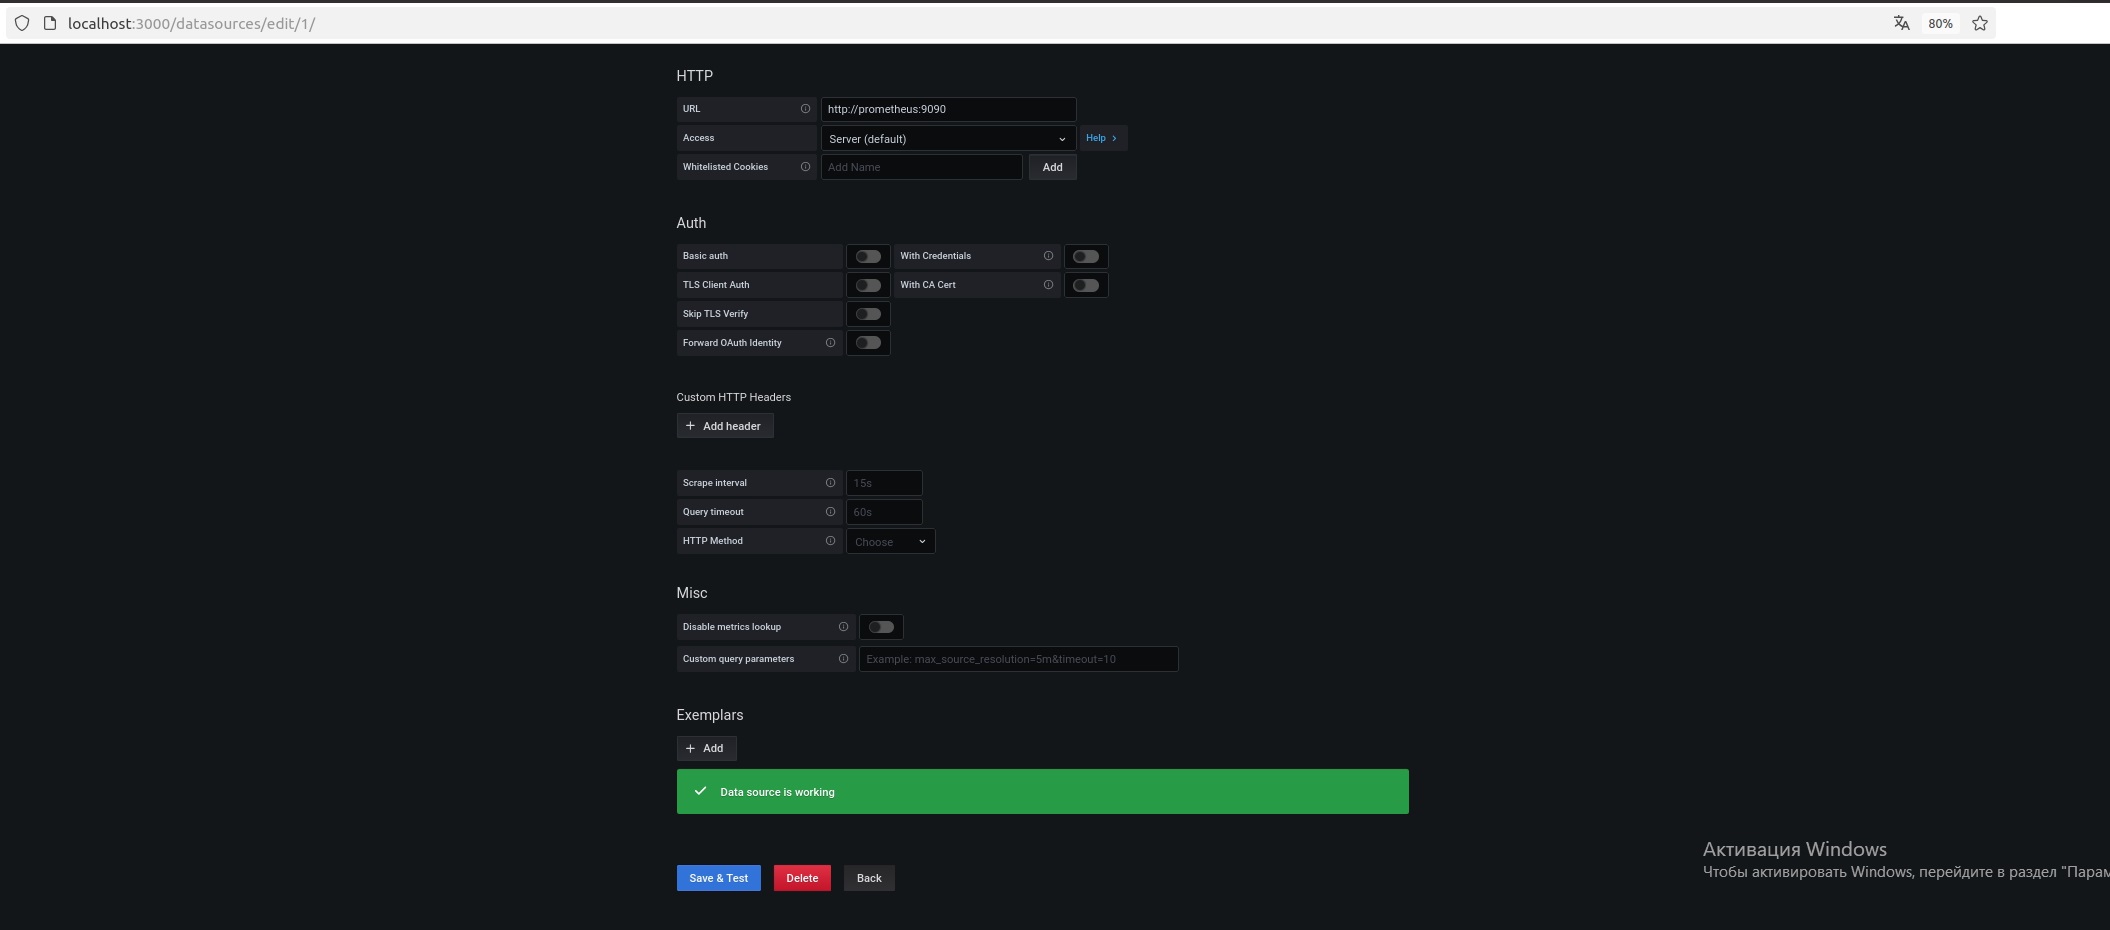 localhost:3000/datasources/edit/1/
80%
HTTP
URL
http://prometheus:9090
Access
Server (default)
Help
Whitelisted Cookies
Add Name
Add
Auth
Basic auth
With Credentials
TLS Client Auth
With CA Cert
Skip TLS Verify
Forward OAuth Identity
Custom HTTP Headers
+ Add header
Scrape interval
15s
Query timeout
60s
HTTP Method
Choose
Misc
Disable metrics lookup
Custom query parameters
Example: max_source_resolution=5m&timeout=10
Exemplars
+ Add
Data source is working
Save & Test
Delete
Back
Активация Windows
Чтобы активировать Windows, перейдите в раздел "Парам